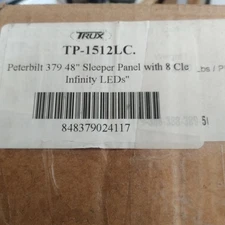 TRUX
TP-1512LC.
Peterbilt 379 48" Sleeper Panel with 8 Cle
Infinity LEDs"
848379024117